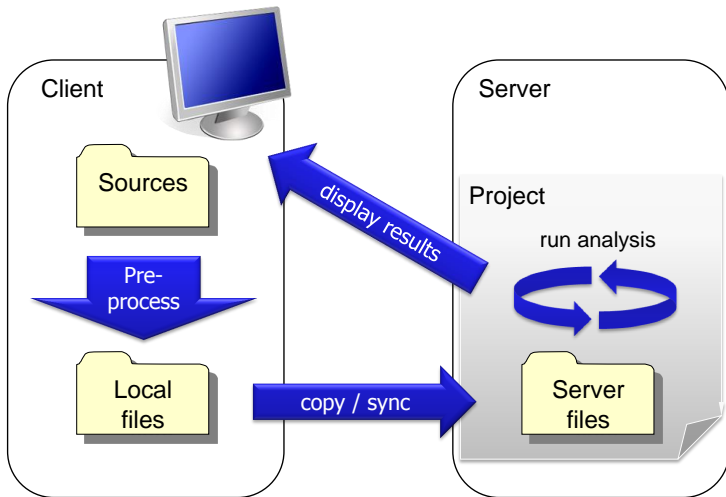 Client
Sources
Pre-
process
Local
files
copy / sync
display results
Server
Project
run analysis
Server
files